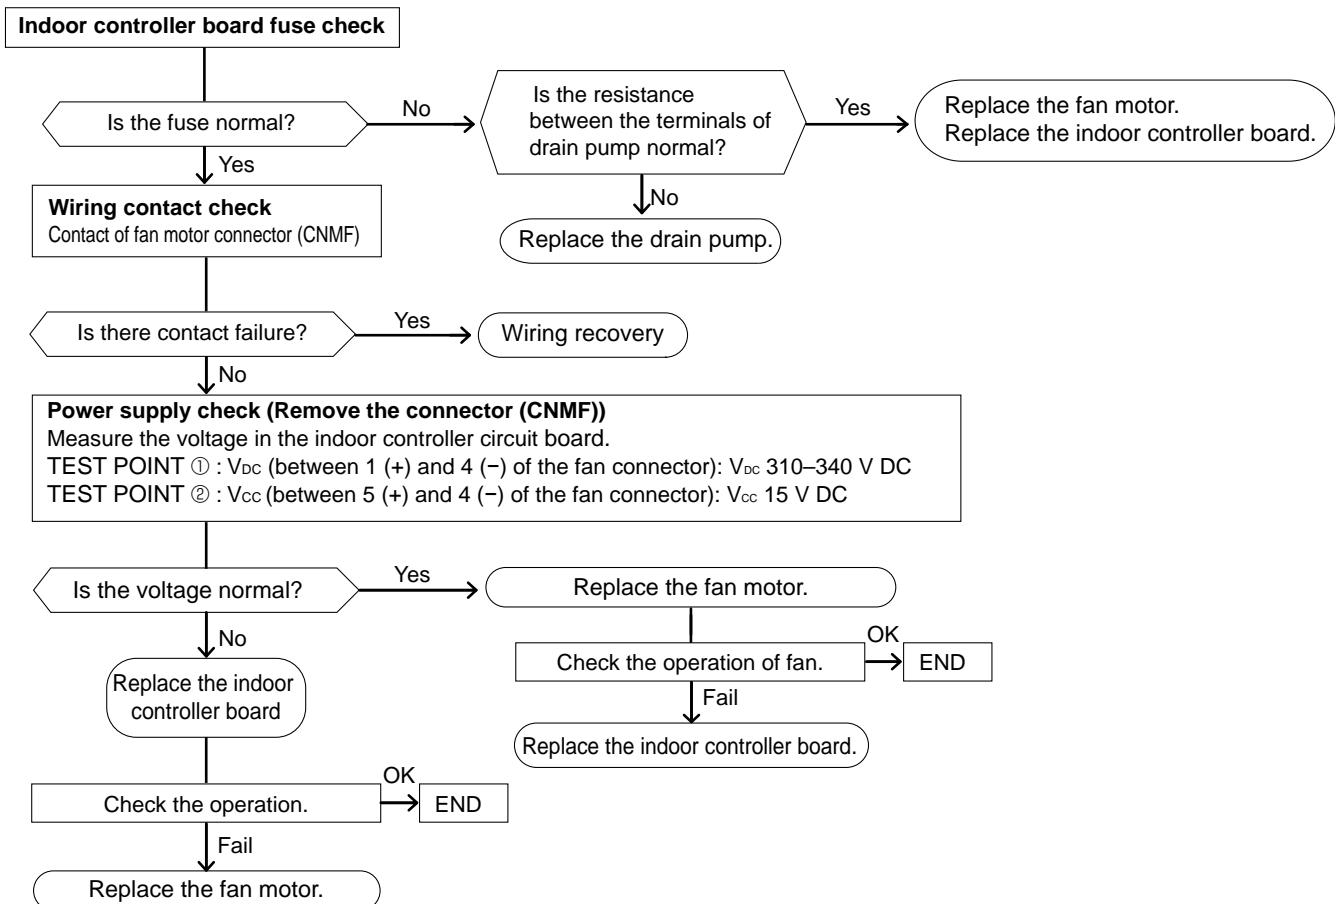 Indoor controller board fuse check
Is the fuse normal?
No
Is the resistance
between the terminals of
drain pump normal?
Yes
Replace the fan motor.
Replace the indoor controller board.
Yes
No
Wiring contact check
Contact of fan motor connector (CNMF)
Replace the drain pump.
Is there contact failure?
Yes
Wiring recovery
No
Power supply check (Remove the connector (CNMF))
Measure the voltage in the indoor controller circuit board.
TEST POINT ① : VDC (between 1 (+) and 4 (−) of the fan connector): VDC 310–340 V DC
TEST POINT ② : VCC (between 5 (+) and 4 (−) of the fan connector): VCC 15 V DC
Is the voltage normal?
Yes
Replace the fan motor.
No
OK
Check the operation of fan.
END
Replace the indoor
controller board
Fail
Replace the indoor controller board.
OK
Check the operation.
END
Fail
Replace the fan motor.